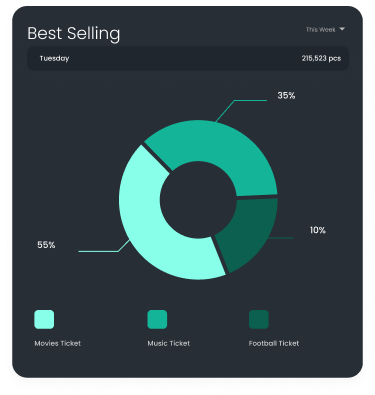 Best Selling
This Week
Tuesday
215,523 pcs
35%
10%
55%
Movies Ticket
Music Ticket
Football Ticket